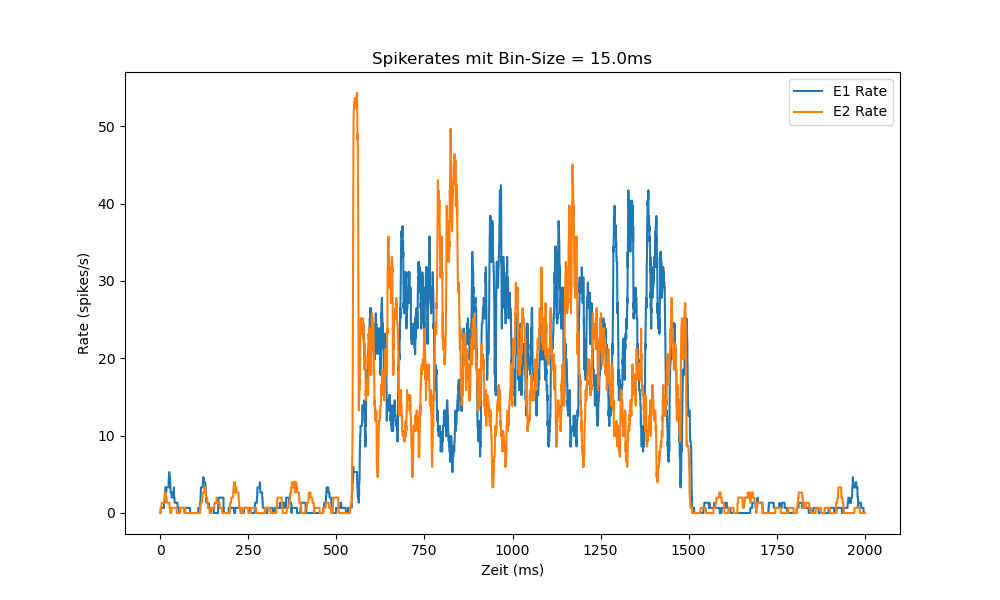 Spikerates mit Bin-Size = 15.0ms
E1 Rate
E2 Rate
Rate (spikes/s)
50
40
30
20
10
0
0 250 500 750 1000 1250 1500 1750 2000
Zeit (ms)